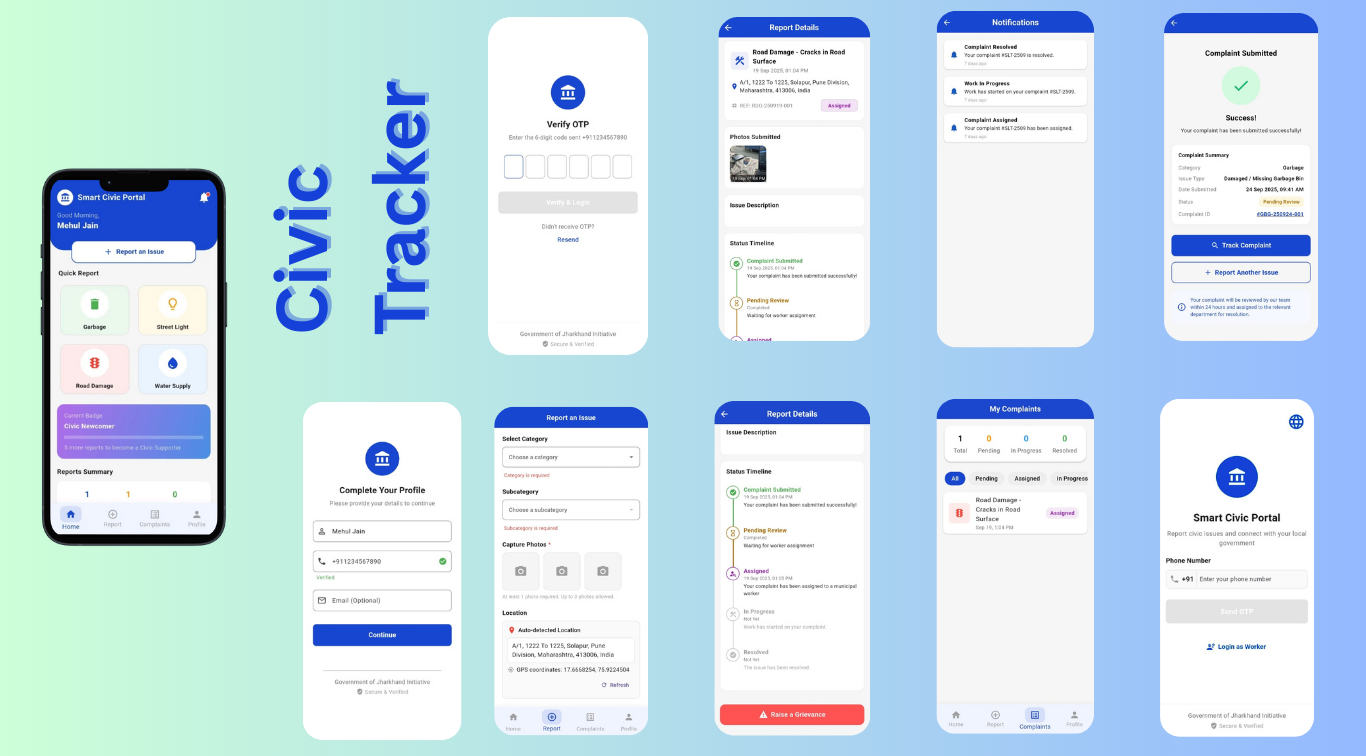 Smart Civic Portal
Good Morning,
Mehul Jain
+ Report an Issue
Quick Report
Garbage
Street Light
Road Damage
Water Supply
Current Badge
Civic Newcomer
5 more reports to become a Civic Supporter
Reports Summary
1 1 0
Home Report Complaints Profile
Civic
Tracker
Verify OTP
Enter the 6-digit code sent +911234567890
Verify & Login
Didn't receive OTP?
Resend
Government of Jharkhand Initiative
Secure & Verified
Report Details
Road Damage - Cracks in Road
Surface
19 Sep 2025, 01:04 PM
A/1, 1222 To 1225, Solapur, Pune Division,
Maharashtra, 413006, India
REF: RDD-250919-001
Assigned
Photos Submitted
19 Sep, 01:04 PM
Issue Description
Status Timeline
Complaint Submitted
19 Sep 2025, 01:04 PM
Your complaint has been submitted successfully!
Pending Review
Completed
Waiting for worker assignment
Assigned
Notifications
Complaint Resolved
Your complaint #SLT-2509 is resolved.
7 days ago
Work In Progress
Work has started on your complaint #SLT-2509.
7 days ago
Complaint Assigned
Your complaint #SLT-2509 has been assigned.
7 days ago
Complaint Submitted
Success!
Your complaint has been submitted successfully!
Complaint Summary
Category Garbage
Issue Type Damaged / Missing Garbage Bin
Date Submitted 24 Sep 2025, 09:41 AM
Status Pending Review
Complaint ID #GBG-250924-001
Track Complaint
+ Report Another Issue
Your complaint will be reviewed by our team
within 24 hours and assigned to the relevant
department for resolution.
Complete Your Profile
Please provide your details to continue
Mehul Jain
+911234567890
Verified
Email (Optional)
Continue
Government of Jharkhand Initiative
Secure & Verified
Report an Issue
Select Category
Choose a category
Category is required
Subcategory
Choose a subcategory
Subcategory is required
Capture Photos *
At least 1 photo required. Up to 3 photos allowed.
Location
Auto-detected Location
A/1, 1222 To 1225, Solapur, Pune
Division, Maharashtra, 413006, India
GPS coordinates: 17.6668254, 75.9224504
Refresh
Home Report Complaints Profile
Report Details
Issue Description
Status Timeline
Complaint Submitted
19 Sep 2025, 01:04 PM
Your complaint has been submitted successfully!
Pending Review
Completed
Waiting for worker assignment
Assigned
19 Sep 2025, 01:05 PM
Your complaint has been assigned to a municipal
worker
In Progress
Not Yet
Work has started on your complaint.
Resolved
Not Yet
The issue has been resolved.
Raise a Grievance
My Complaints
1 0 0 0
Total Pending In Progress Resolved
All Pending Assigned In Progress
Road Damage -
Cracks in Road
Surface
Sep 19, 1:04 PM
Assigned
Home Report Complaints Profile
Smart Civic Portal
Report civic issues and connect with your local
government
Phone Number
+91 Enter your phone number
Send OTP
Login as Worker
Government of Jharkhand Initiative
Secure & Verified